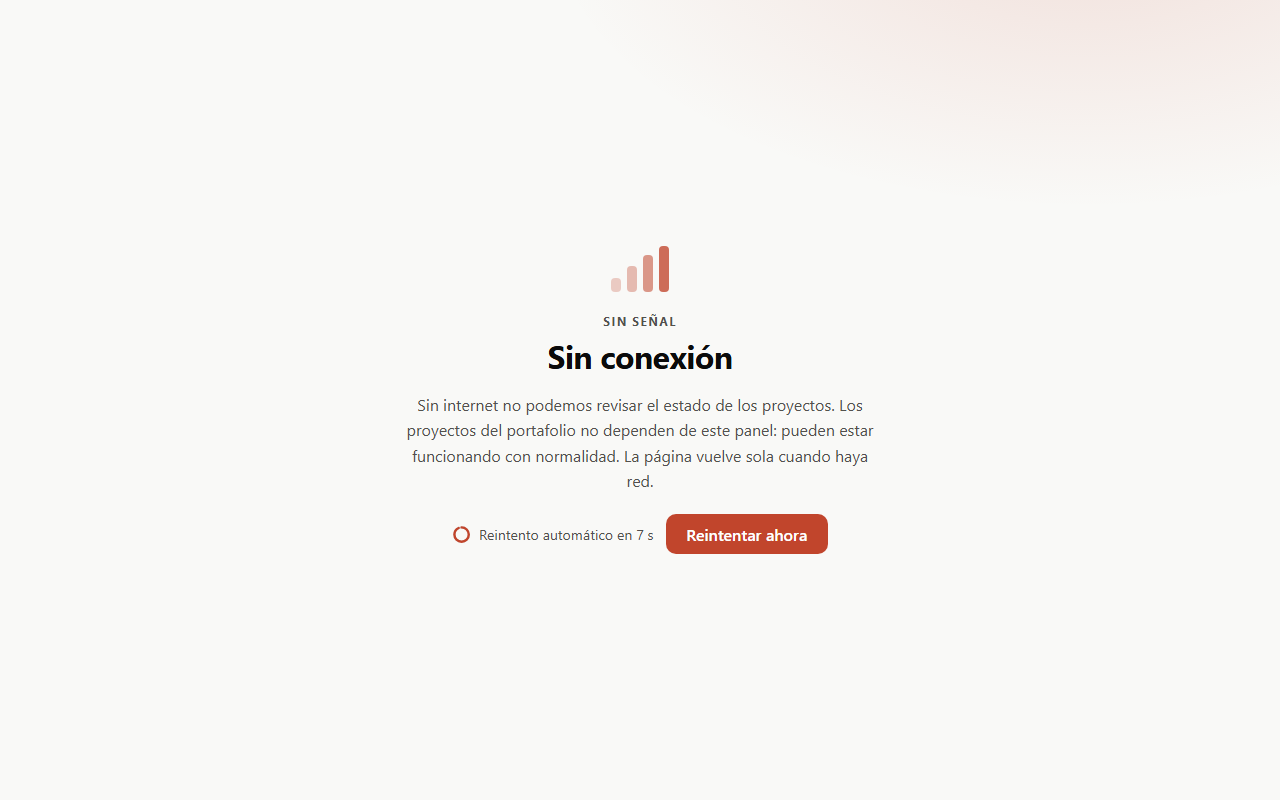 SIN SEÑAL
Sin conexión
Sin internet no podemos revisar el estado de los proyectos. Los
proyectos del portafolio no dependen de este panel: pueden estar
funcionando con normalidad. La página vuelve sola cuando haya
red.
Reintento automático en 7 s
Reintentar ahora